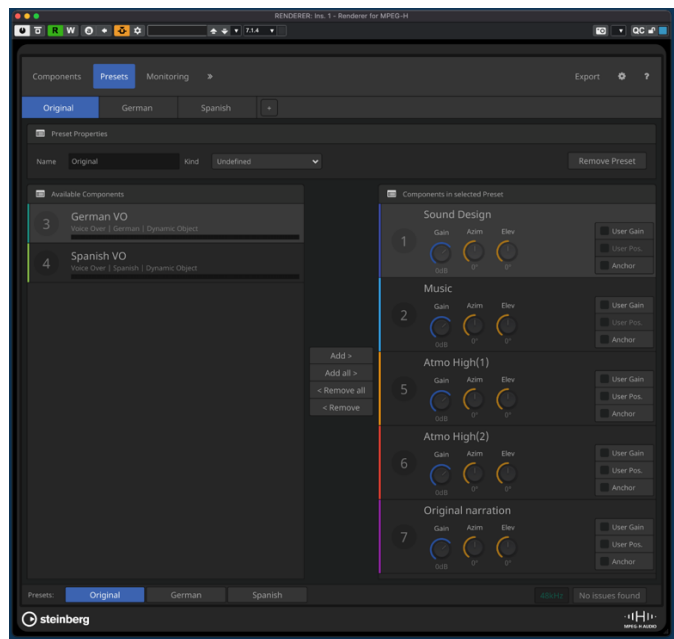 RENDERER: Ins. 1 - Renderer for MPEG-H
R W 7.1.4 QC
Components Presets Monitoring » Export ?
Original German Spanish +
Preset Properties
Name Original Kind Undefined Remove Preset
Available Components
3 German VO
Voice Over | German | Dynamic Object
4 Spanish VO
Voice Over | Spanish | Dynamic Object
Add >
Add all >
< Remove all
< Remove
Components in selected Preset
Sound Design
1 Gain Azim Elev User Gain
User Pos.
0dB 0° 0° Anchor
Music
2 Gain Azim Elev User Gain
User Pos.
0dB 0° 0° Anchor
Atmo High(1)
5 Gain Azim Elev User Gain
User Pos.
0dB 0° 0° Anchor
Atmo High(2)
6 Gain Azim Elev User Gain
User Pos.
0dB 0° 0° Anchor
Original narration
7 Gain Azim Elev User Gain
User Pos.
0dB 0° 0° Anchor
Presets: Original German Spanish 48kHz No issues found
steinberg
MPEG-H AUDIO